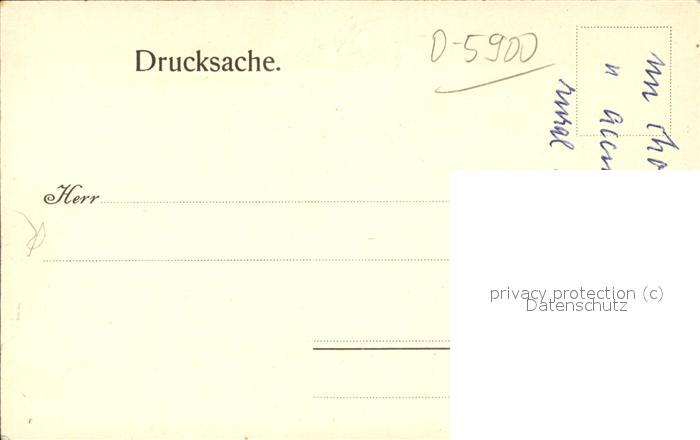 Drucksache.
D-5900
Herr
privacy protection (c)
Datenschutz